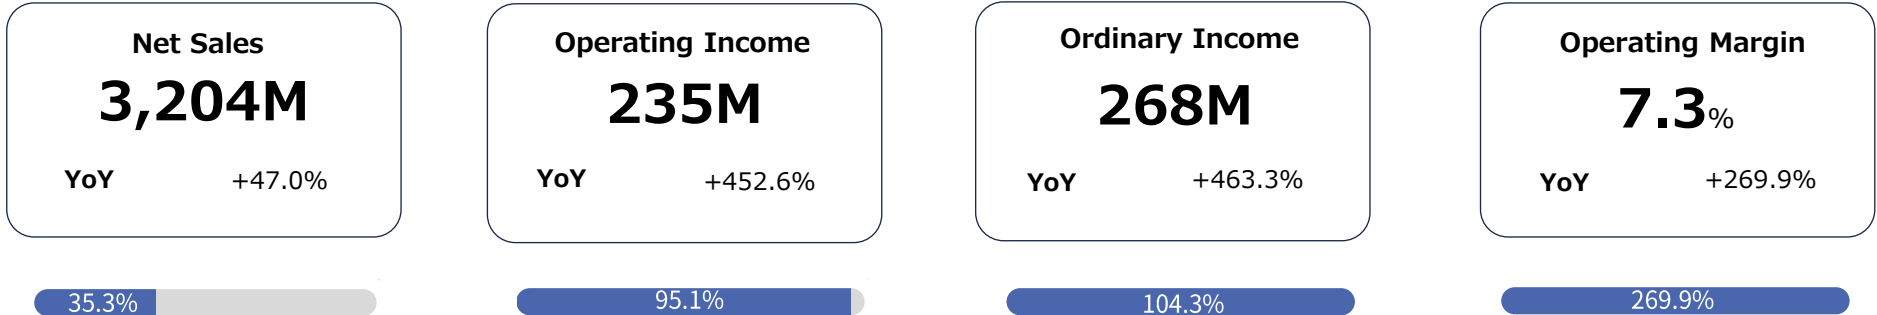 Net Sales
3,204M
YoY +47.0%
35.3%
Operating Income
235M
YoY +452.6%
95.1%
Ordinary Income
268M
YoY +463.3%
104.3%
Operating Margin
7.3%
YoY +269.9%
269.9%